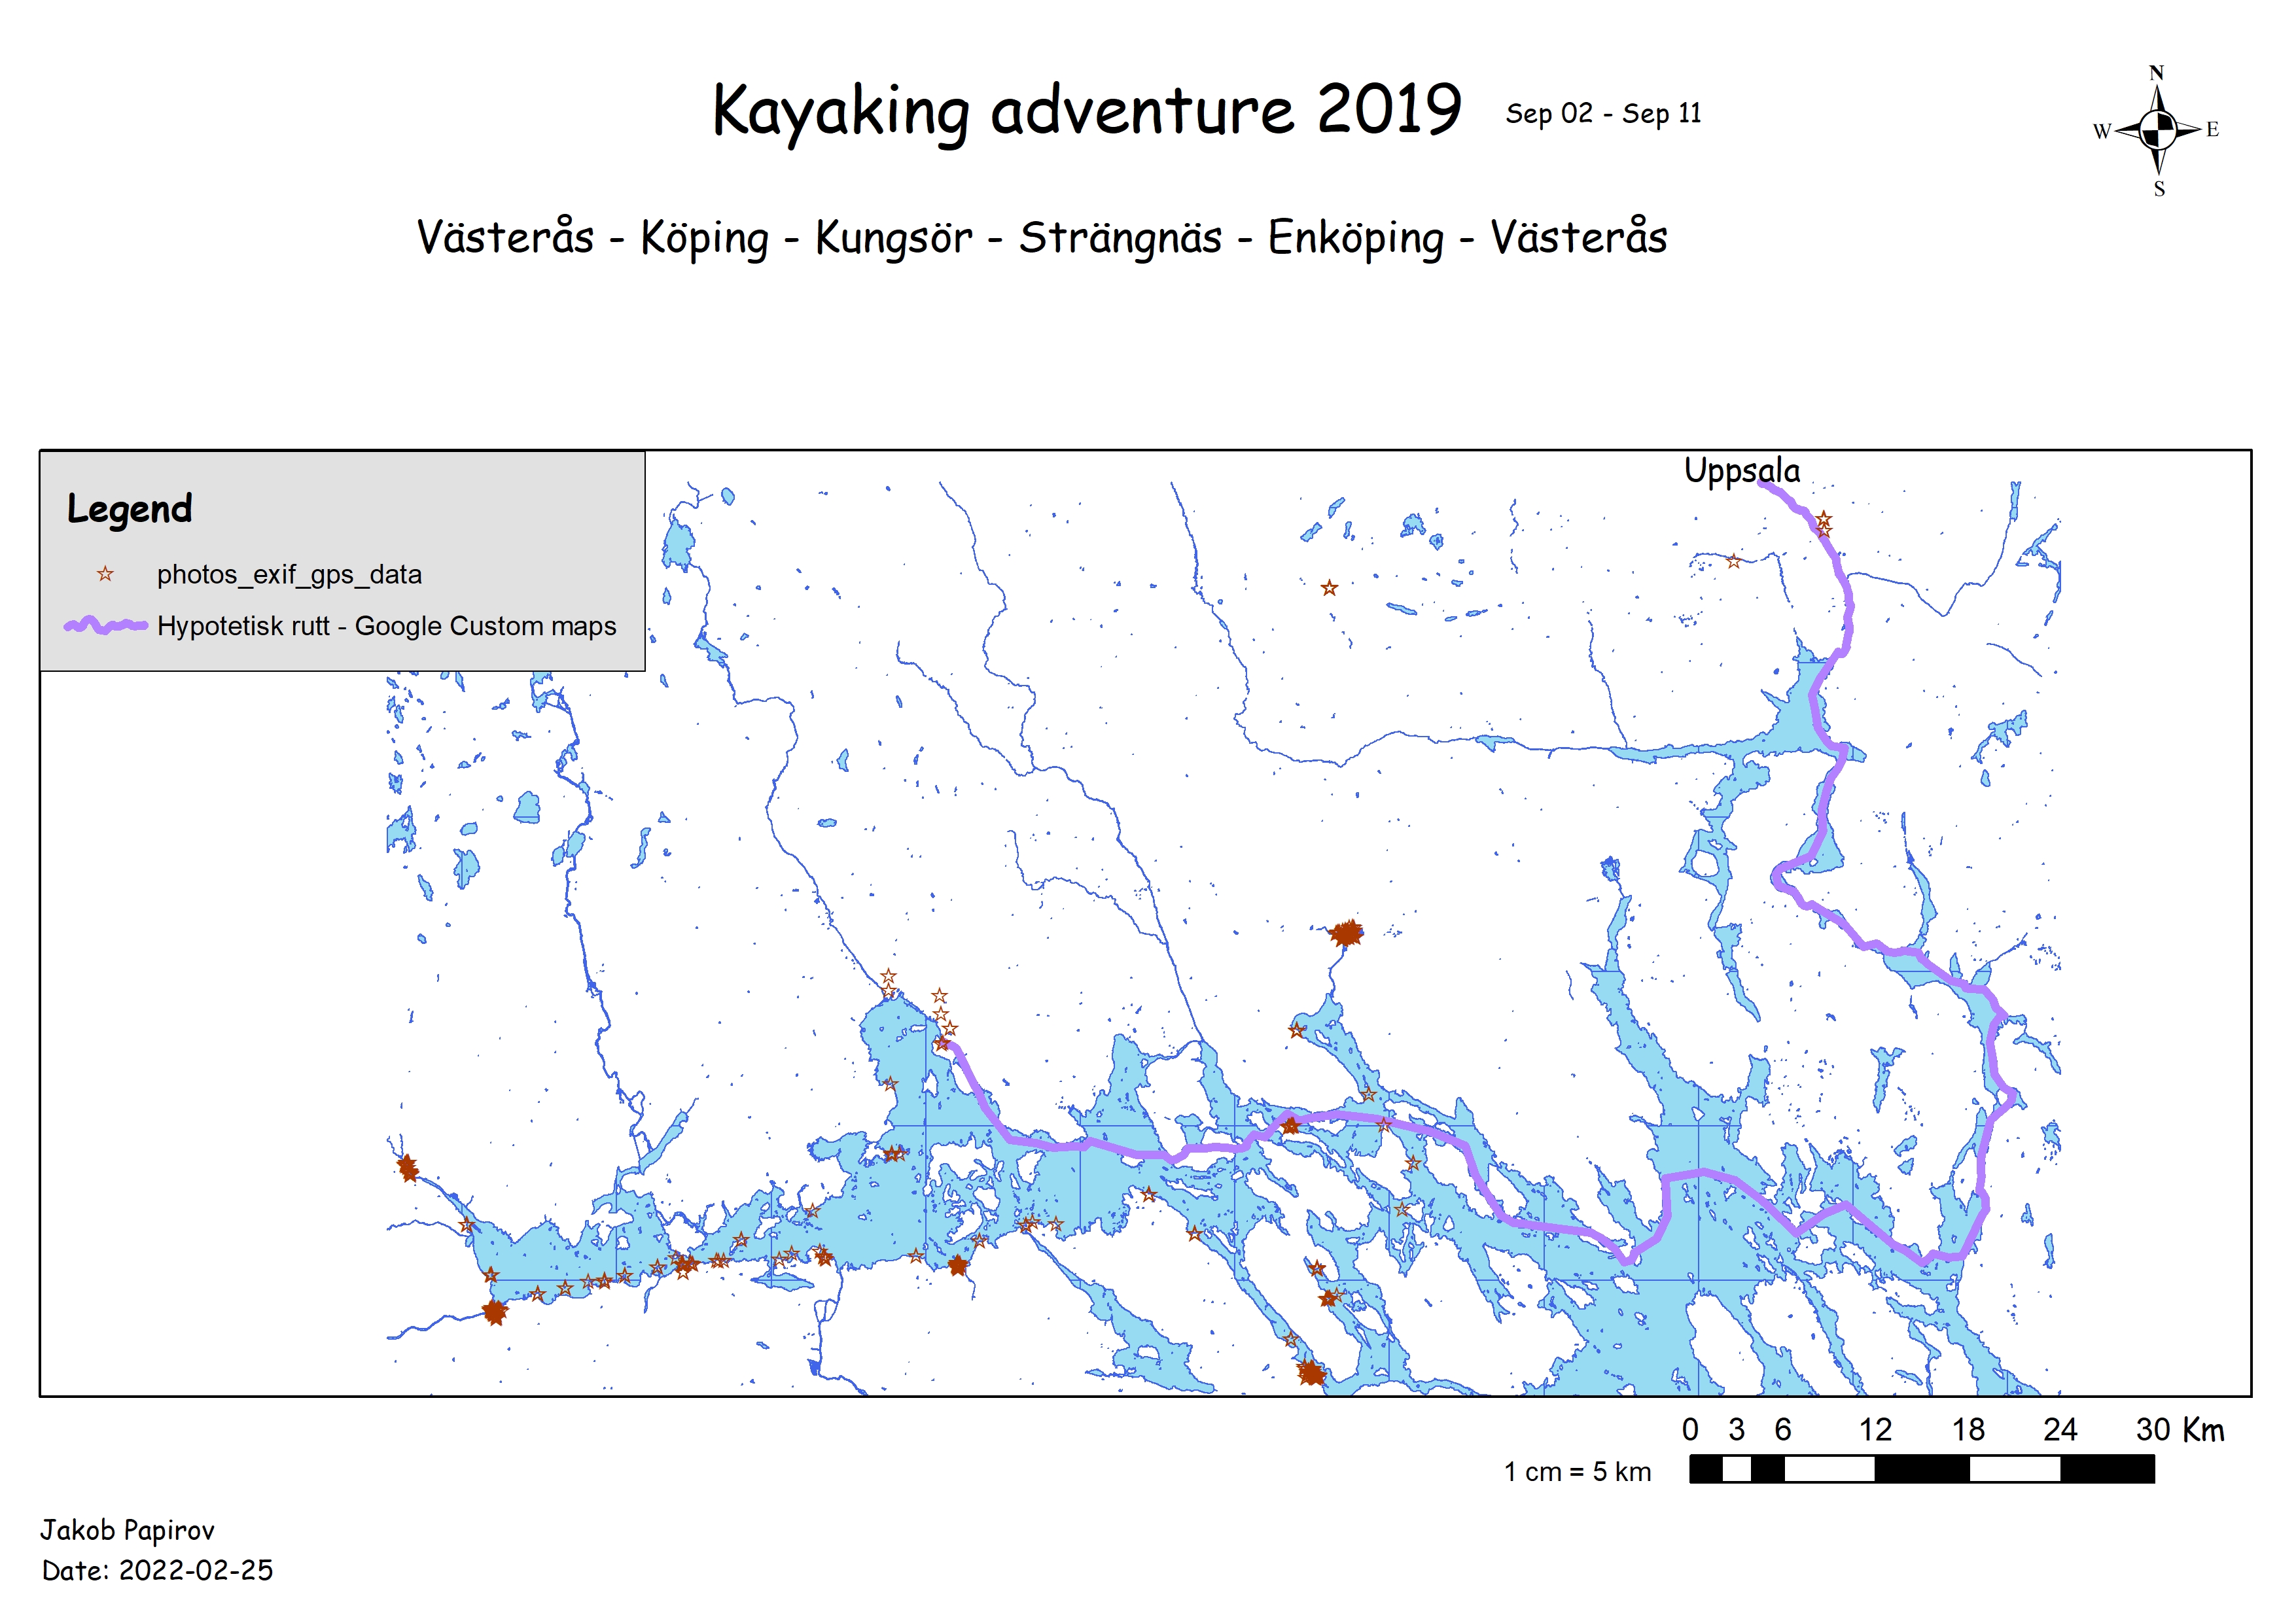 Kayaking adventure 2019 Sep 02 - Sep 11
N
W E
S
Västerås - Köping - Kungsör - Strängnäs - Enköping - Västerås
Uppsala
Legend
photos_exif_gps_data
Hypotetisk rutt - Google Custom maps
0 3 6 12 18 24 30 Km
1 cm = 5 km
Jakob Papirov
Date: 2022-02-25